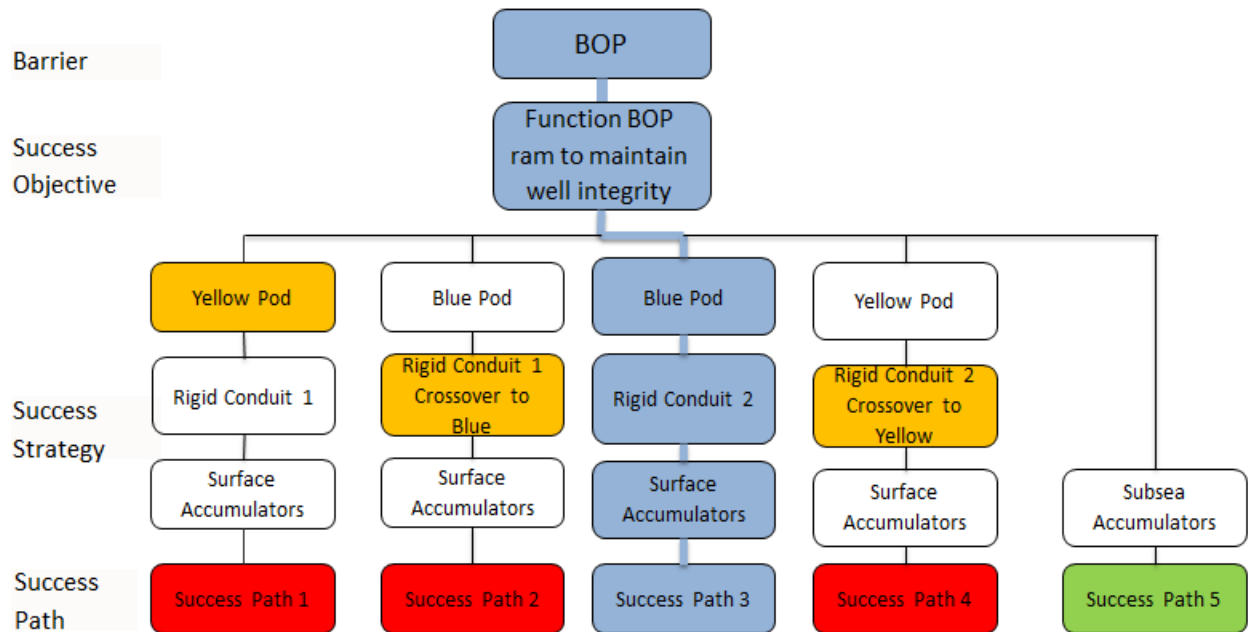 Barrier
BOP
Success
Objective
Function BOP
ram to maintain
well integrity
Success
Strategy
Yellow Pod
Blue Pod
Blue Pod
Yellow Pod
Rigid Conduit 1
Rigid Conduit 1
Crossover to
Blue
Rigid Conduit 2
Rigid Conduit 2
Crossover to
Yellow
Surface
Accumulators
Surface
Accumulators
Surface
Accumulators
Surface
Accumulators
Subsea
Accumulators
Success
Path
Success Path 1
Success Path 2
Success Path 3
Success Path 4
Success Path 5